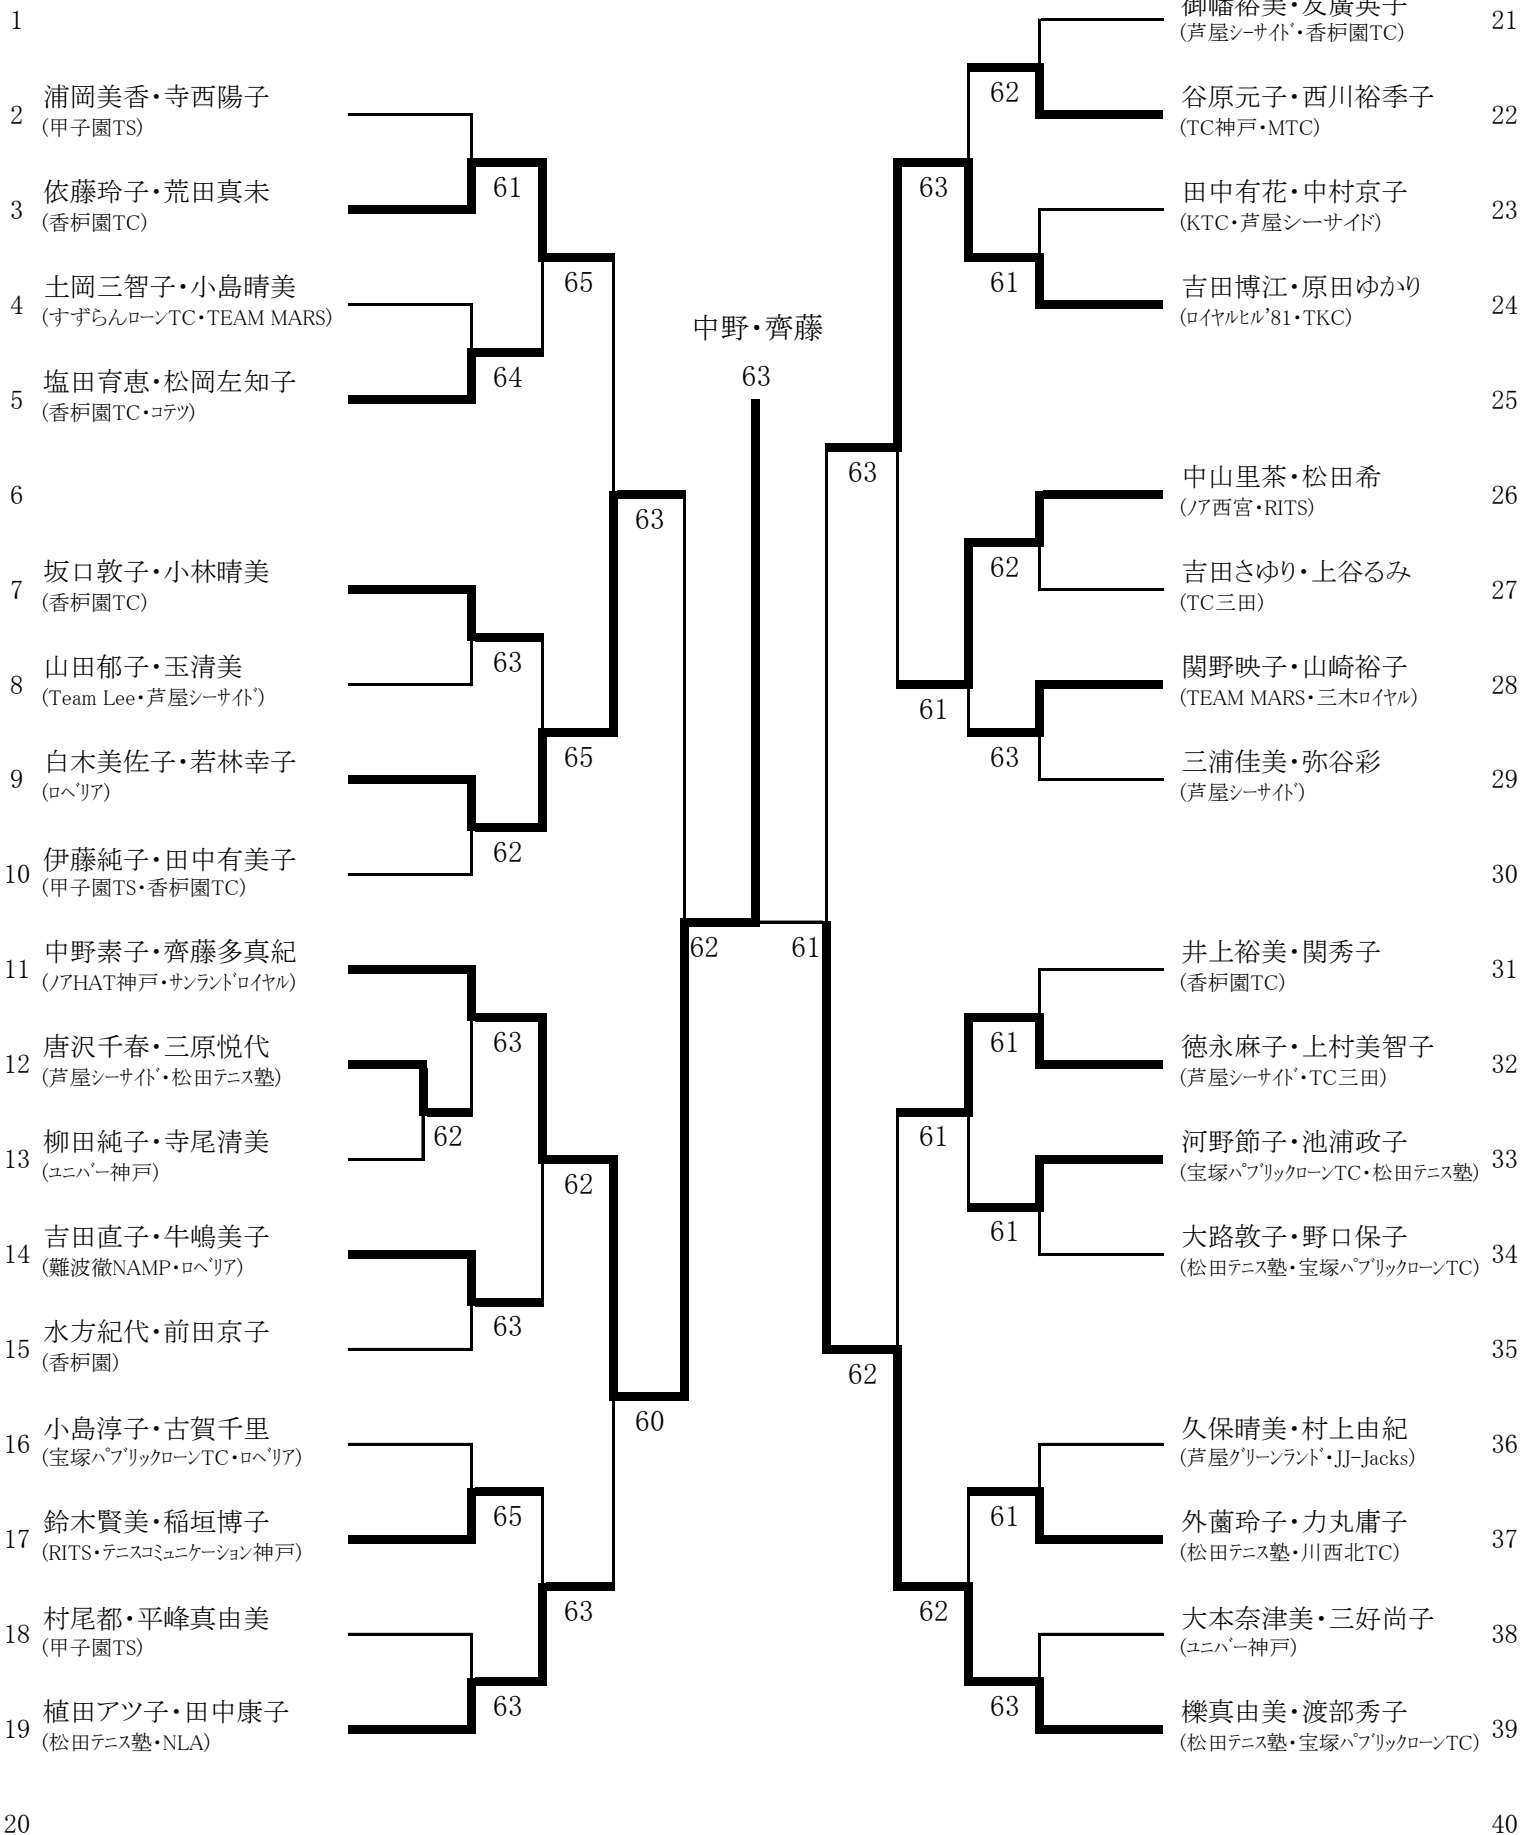 1
2 浦岡美香・寺西陽子
(甲子園TS)
3 依藤玲子・荒田真未
(香枦園TC)
61
4 土岡三智子・小島晴美
(すずらんローンTC・TEAM MARS)
65
5 塩田育恵・松岡左知子
(香枦園TC・コテツ)
64
6
63
7 坂口敦子・小林晴美
(香枦園TC)
8 山田郁子・玉清美
(Team Lee・芦屋シーサイド)
63
9 白木美佐子・若林幸子
(ロベリア)
65
10 伊藤純子・田中有美子
(甲子園TS・香枦園TC)
62
11 中野素子・齊藤多真紀
(ノアHAT神戸・サンランドロイヤル)
62
12 唐沢千春・三原悦代
(芦屋シーサイド・松田テニス塾)
63
13 柳田純子・寺尾清美
(ユニバー神戸)
62
62
14 吉田直子・牛嶋美子
(難波徹NAMP・ロベリア)
15 水方紀代・前田京子
(香枦園)
63
16 小島淳子・古賀千里
(宝塚パブリックローンTC・ロベリア)
60
17 鈴木賢美・稲垣博子
(RITS・テニスコミュニケーション神戸)
65
18 村尾都・平峰真由美
(甲子園TS)
63
19 植田アツ子・田中康子
(松田テニス塾・NLA)
63
20
中野・齊藤
63
御幡裕美・友廣英子 21
(芦屋シーサイド・香枦園TC)
62
谷原元子・西川裕季子 22
(TC神戸・MTC)
63
田中有花・中村京子 23
(KTC・芦屋シーサイド)
61
吉田博江・原田ゆかり 24
(ロイヤルヒル’81・TKC)
25
63
中山里茶・松田希 26
(ノア西宮・RITS)
62
吉田さゆり・上谷るみ 27
(TC三田)
61
関野映子・山崎裕子 28
(TEAM MARS・三木ロイヤル)
63
三浦佳美・弥谷彩 29
(芦屋シーサイド)
30
61
井上裕美・関秀子 31
(香枦園TC)
61
徳永麻子・上村美智子 32
(芦屋シーサイド・TC三田)
61
河野節子・池浦政子 33
(宝塚パブリックローンTC・松田テニス塾)
61
大路敦子・野口保子 34
(松田テニス塾・宝塚パブリックローンTC)
35
62
久保晴美・村上由紀 36
(芦屋グリーンランド・JJ-Jacks)
61
外薗玲子・力丸庸子 37
(松田テニス塾・川西北TC)
62
大本奈津美・三好尚子 38
(ユニバー神戸)
63
櫟真由美・渡部秀子 39
(松田テニス塾・宝塚パブリックローンTC)
40